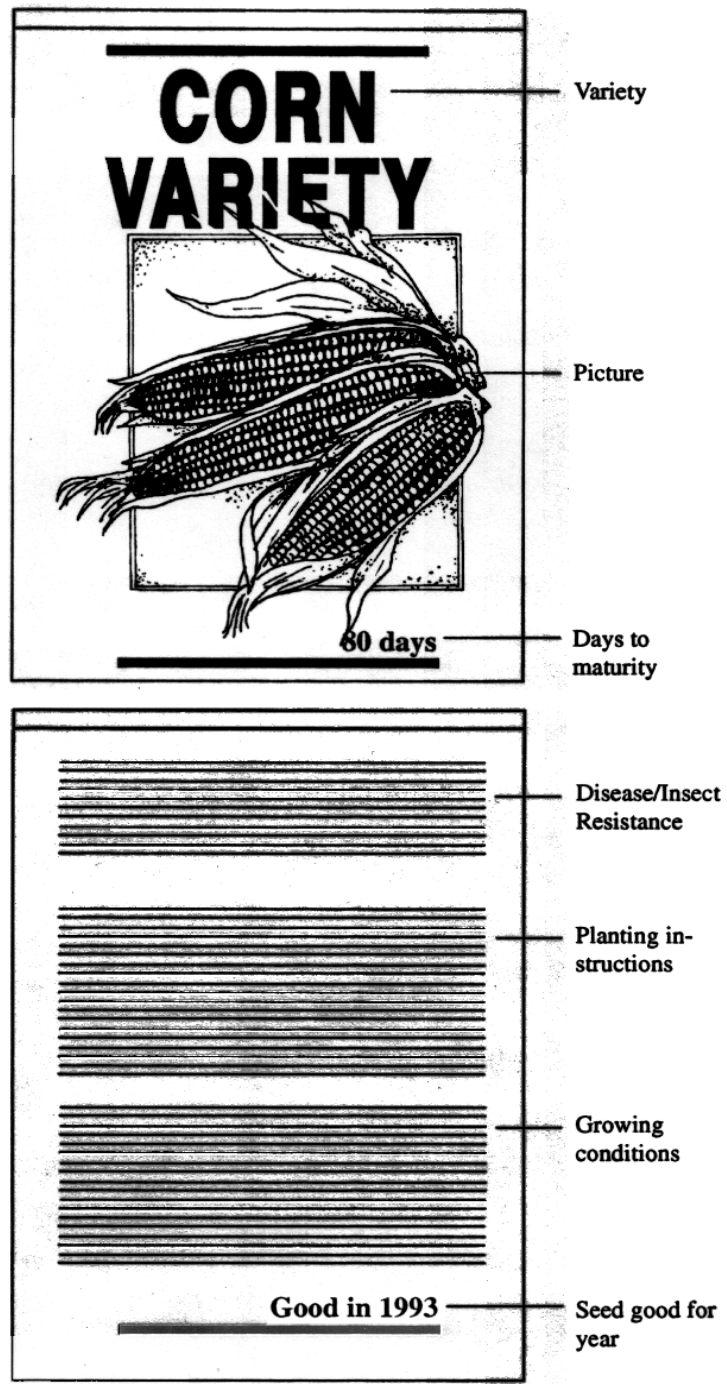 CORN
VARIETY
Variety
Picture
80 days
Days to
maturity
Disease/Insect
Resistance
Planting in-
structions
Growing
conditions
Good in 1993
Seed good for
year